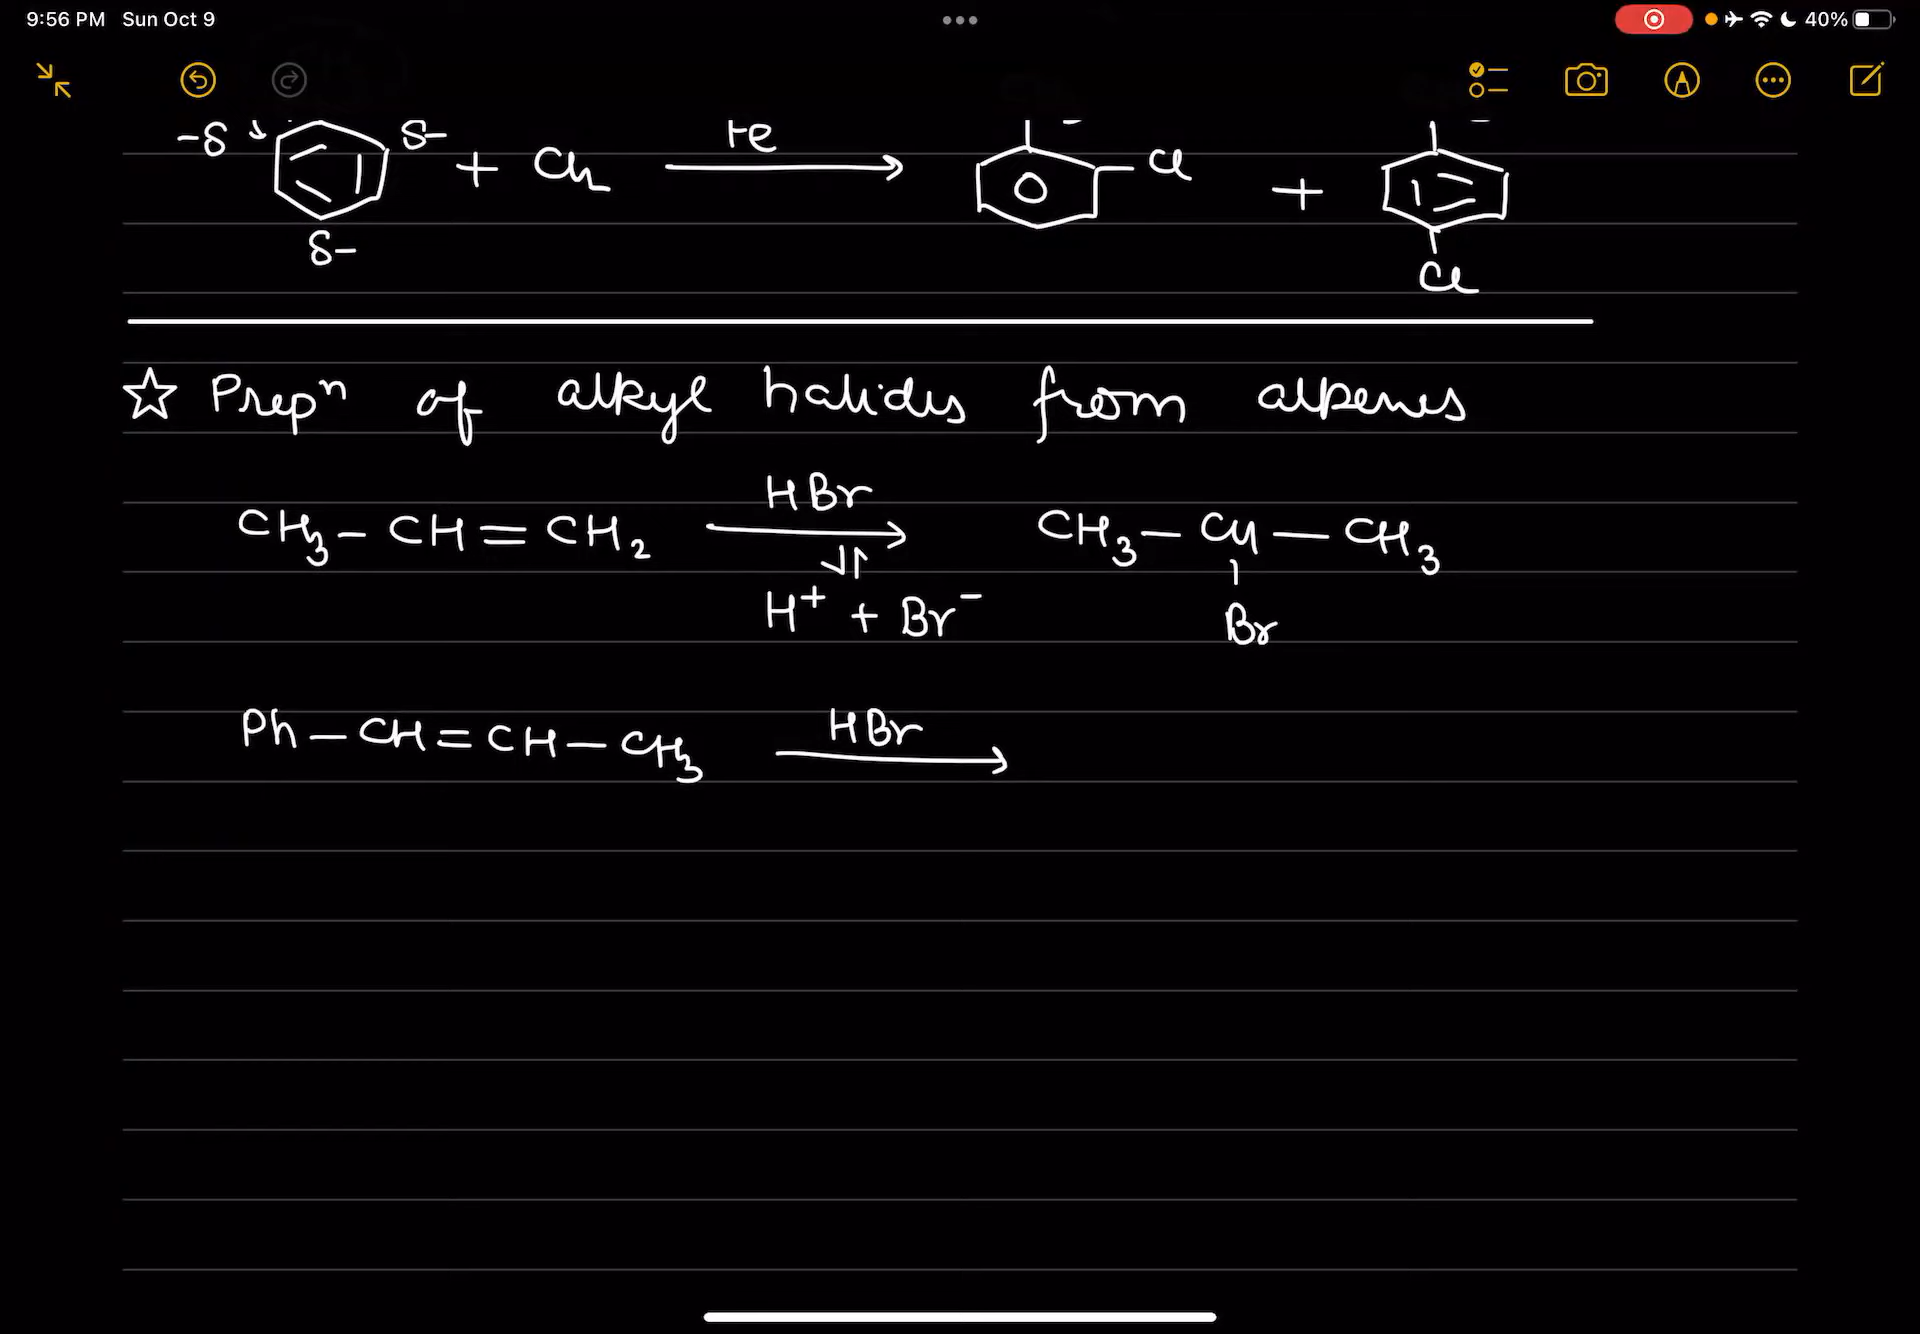 9:56 PM Sun Oct 9
40%
-δ δ- + Cl₂ Fe → Cl +
δ-
Cl
☆ Prepⁿ of alkyl halides from alkenes
HBr
CH₃-CH=CH₂ → CH₃-CH-CH₃
⇌ Br
H⁺ + Br⁻
Ph-CH=CH-CH₃ HBr →